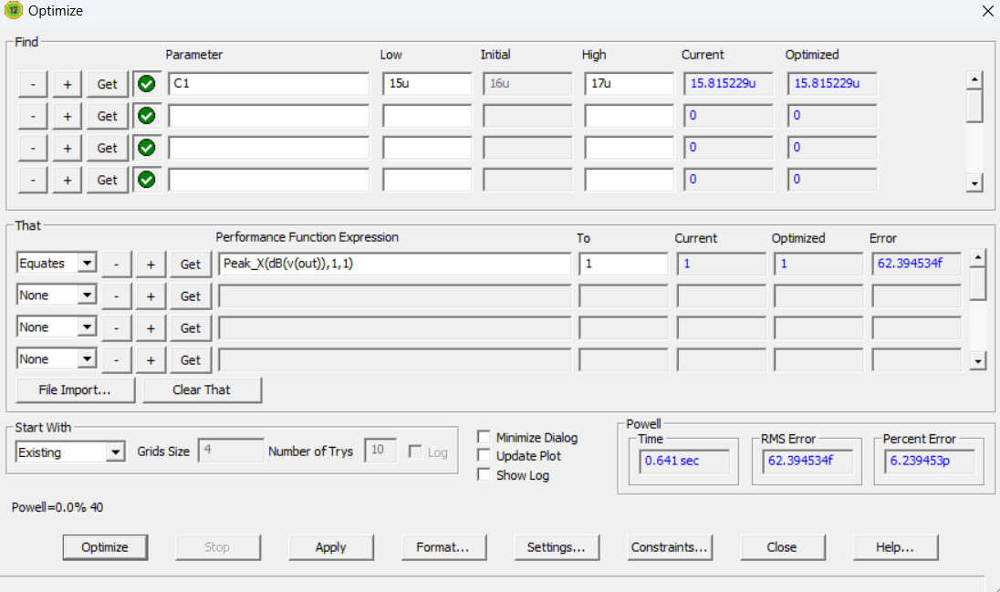 12 Optimize
Find
Parameter Low Initial High Current Optimized
- + Get C1 15u 16u 17u 15.815229u 15.815229u
- + Get 0 0
- + Get 0 0
- + Get 0 0
That
Performance Function Expression To Current Optimized Error
Equates - + Get Peak_X(dB(v(out)),1,1) 1 1 1 62.394534f
None - + Get
None - + Get
None - + Get
File Import... Clear That
Start With
Existing Grids Size 4 Number of Trys 10 Log
Minimize Dialog
Update Plot
Show Log
Powell
Time RMS Error Percent Error
0.641 sec 62.394534f 6.239453p
Powell=0.0% 40
Optimize Stop Apply Format... Settings... Constraints... Close Help...